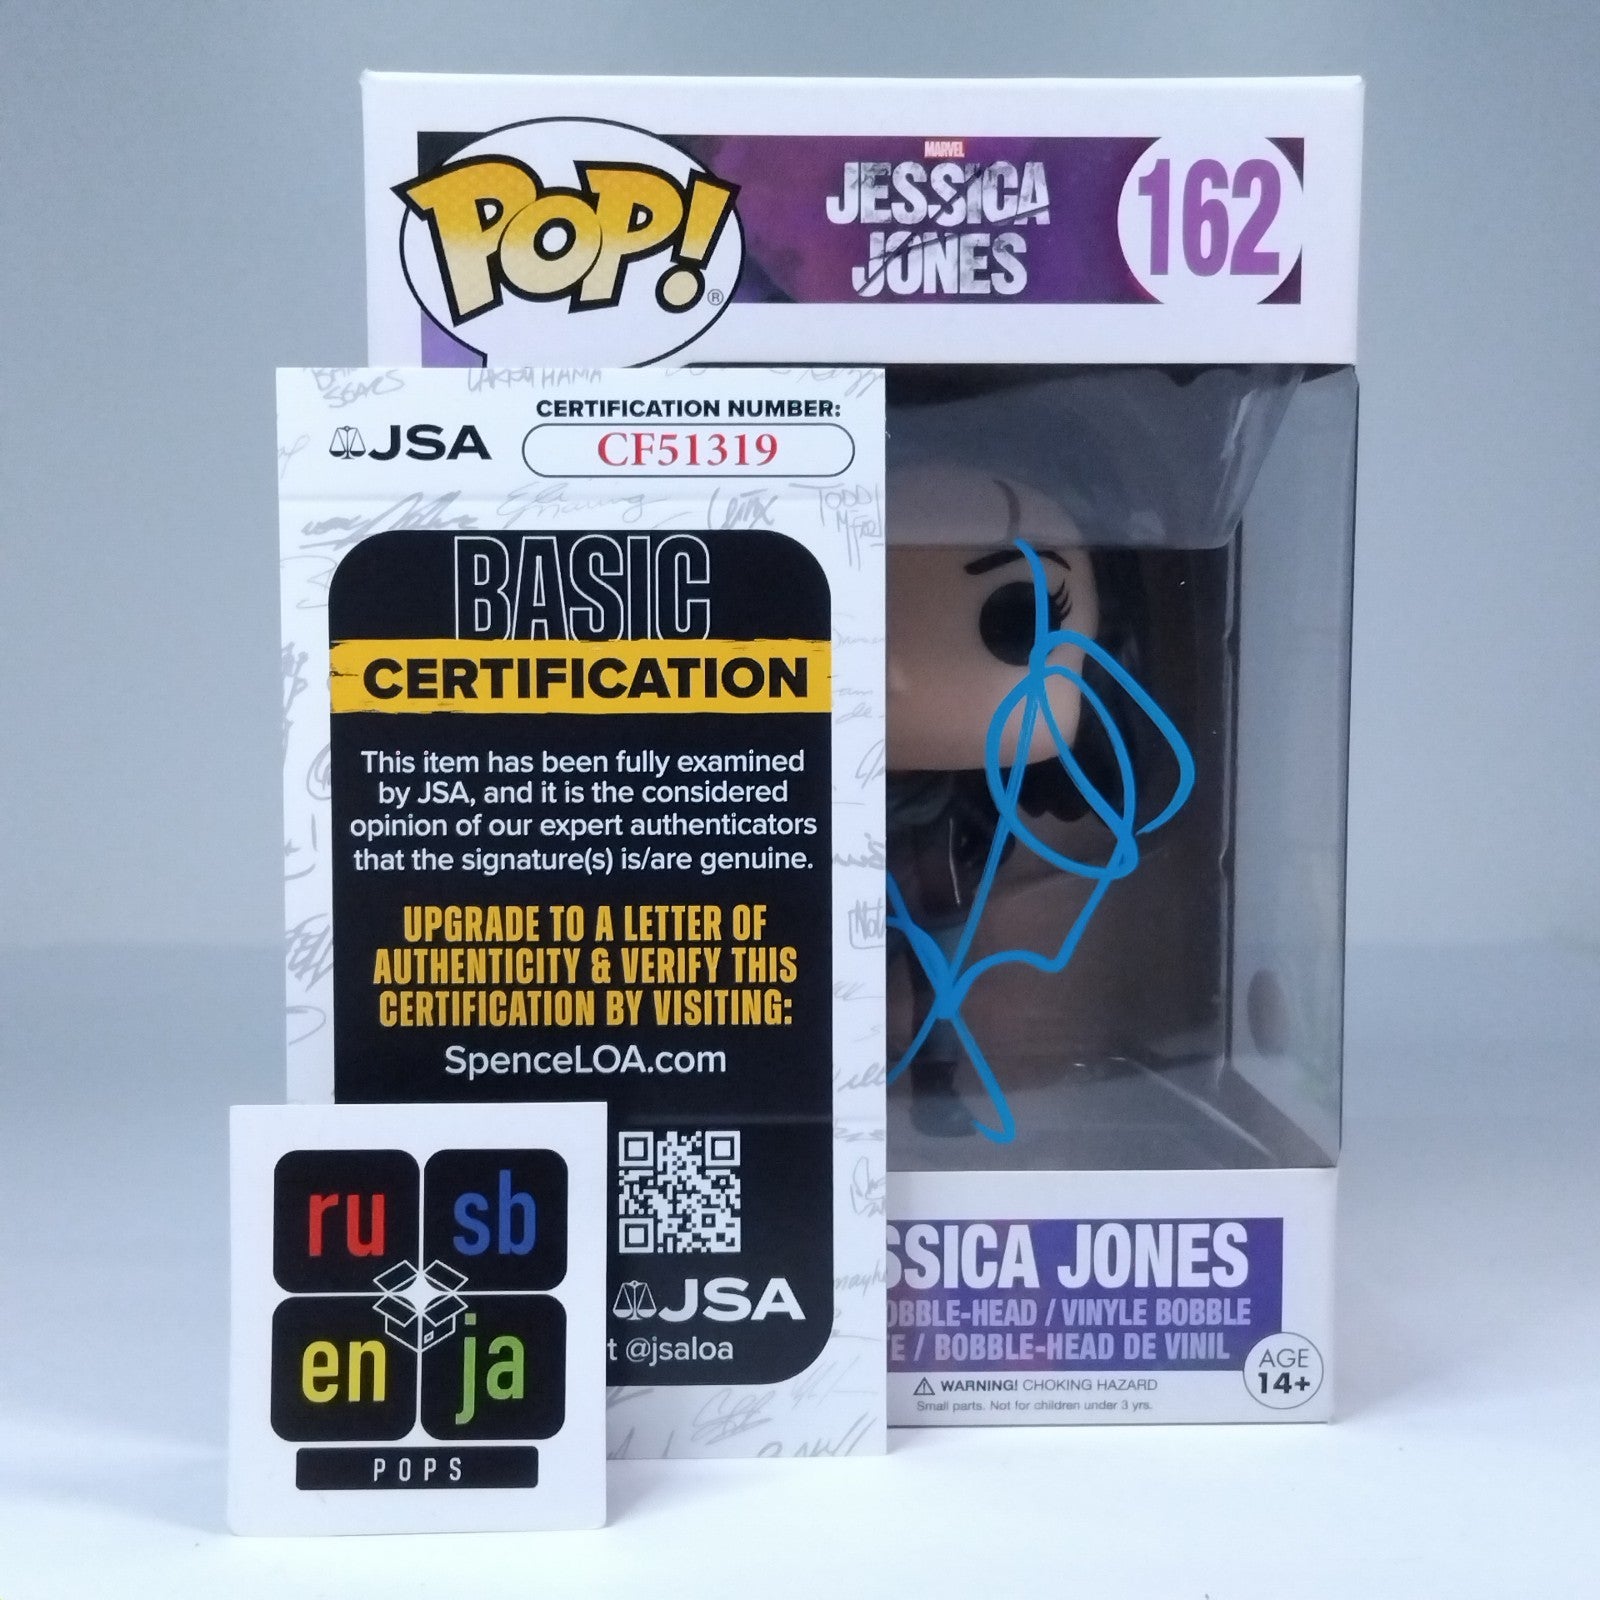 POP!®
MARVEL
JESSICA
JONES
162
JSA
CERTIFICATION NUMBER:
CF51319
BASIC
CERTIFICATION
This item has been fully examined
by JSA, and it is the considered
opinion of our expert authenticators
that the signature(s) is/are genuine.
UPGRADE TO A LETTER OF
AUTHENTICITY & VERIFY THIS
CERTIFICATION BY VISITING:
SpenceLOA.com
JSA
@jsaloa
ru sb
en ja
POPS
SSICA JONES
OBBLE-HEAD / VINYLE BOBBLE
E / BOBBLE-HEAD DE VINIL
⚠ WARNING! CHOKING HAZARD
Small parts. Not for children under 3 yrs.
AGE
14+